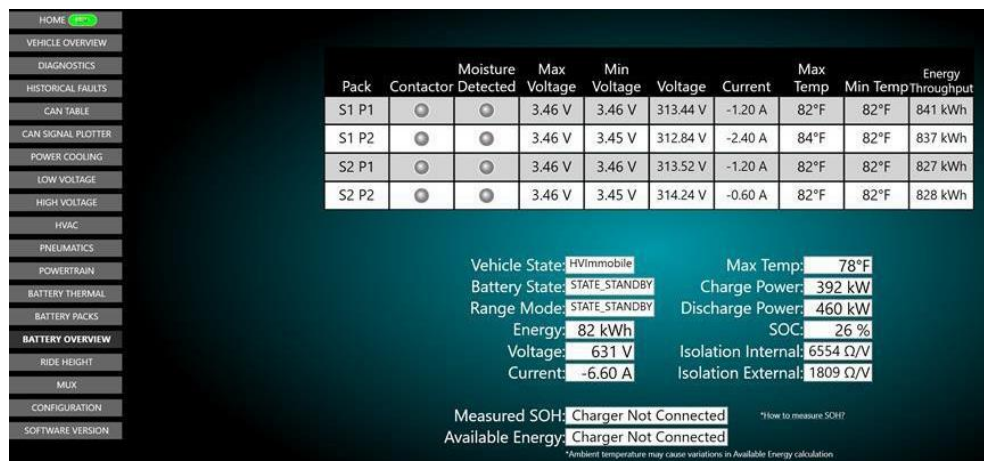 HOME
VEHICLE OVERVIEW
DIAGNOSTICS
HISTORICAL FAULTS
CAN TABLE
CAN SIGNAL PLOTTER
POWER COOLING
LOW VOLTAGE
HIGH VOLTAGE
HVAC
PNEUMATICS
POWERTRAIN
BATTERY THERMAL
BATTERY PACKS
BATTERY OVERVIEW
RIDE HEIGHT
MUX
CONFIGURATION
SOFTWARE VERSION
Pack Contactor Moisture Detected Max Voltage Min Voltage Voltage Current Max Temp Min Temp Energy Throughput
S1 P1 3.46 V 3.46 V 313.44 V -1.20 A 82°F 82°F 841 kWh
S1 P2 3.46 V 3.45 V 312.84 V -2.40 A 84°F 82°F 837 kWh
S2 P1 3.46 V 3.46 V 313.52 V -1.20 A 82°F 82°F 827 kWh
S2 P2 3.46 V 3.45 V 314.24 V -0.60 A 82°F 82°F 828 kWh
Vehicle State: HVImmobile
Battery State: STATE_STANDBY
Range Mode: STATE_STANDBY
Energy: 82 kWh
Voltage: 631 V
Current: -6.60 A
Max Temp: 78°F
Charge Power: 392 kW
Discharge Power: 460 kW
SOC: 26 %
Isolation Internal: 6554 Ω/V
Isolation External: 1809 Ω/V
Measured SOH: Charger Not Connected *How to measure SOH?
Available Energy: Charger Not Connected
*Ambient temperature may cause variations in Available Energy calculation